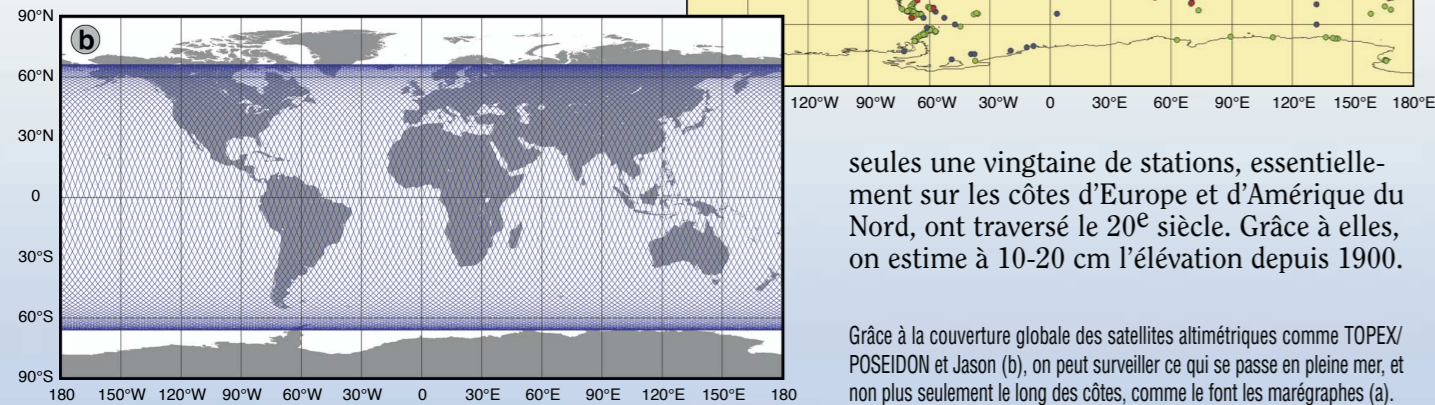 120°W 90°W 60°W 30°W 0 30°E 60°E 90°E 120°E 150°E 180°E
b
90°N
60°N
30°N
0
30°S
60°S
90°S
180 150°W 120°W 90°W 60°W 30°W 0 30°E 60°E 90°E 120°E 150°E 180
seules une vingtaine de stations, essentielle-
ment sur les côtes d'Europe et d'Amérique du
Nord, ont traversé le 20e siècle. Grâce à elles,
on estime à 10-20 cm l'élévation depuis 1900.
Grâce à la couverture globale des satellites altimétriques comme TOPEX/
POSEIDON et Jason (b), on peut surveiller ce qui se passe en pleine mer, et
non plus seulement le long des côtes, comme le font les marégraphes (a).